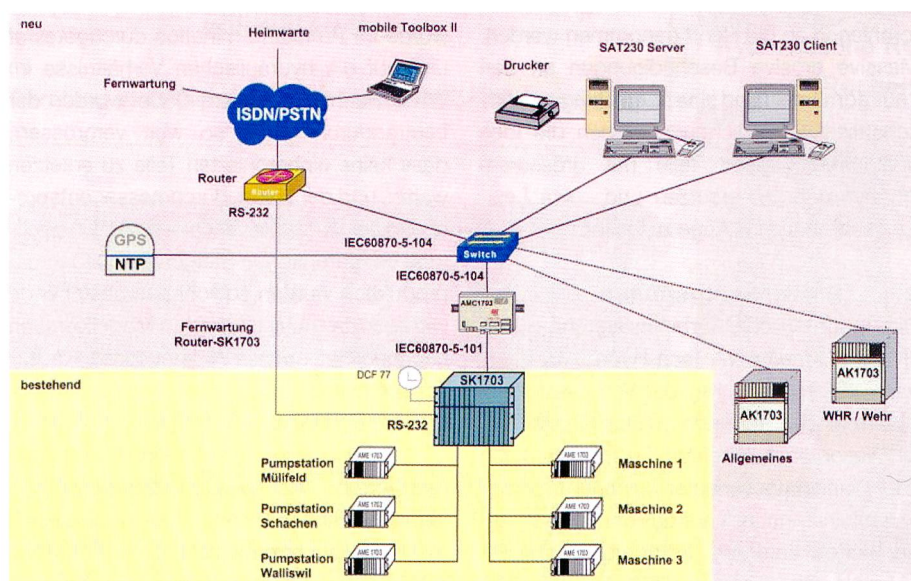 neu
Heimwarte
mobile Toolbox II
SAT230 Server
SAT230 Client
Drucker
Fernwartung
ISDN/PSTN
Router
Router
RS-232
GPS
NTP
IEC60870-5-104
Switch
IEC60870-5-104
AMC1703
Fernwartung
Router-SK1703
IEC60870-5-101
bestehend
DCF 77
SK1703
RS-232
AK1703
AK1703
WHR / Wehr
Allgemeines
Pumpstation
Mülifeld
AME 1703
AME 1703
Maschine 1
Pumpstation
Schachen
AME 1703
AME 1703
Maschine 2
Pumpstation
Walliswil
AME 1703
AME 1703
Maschine 3